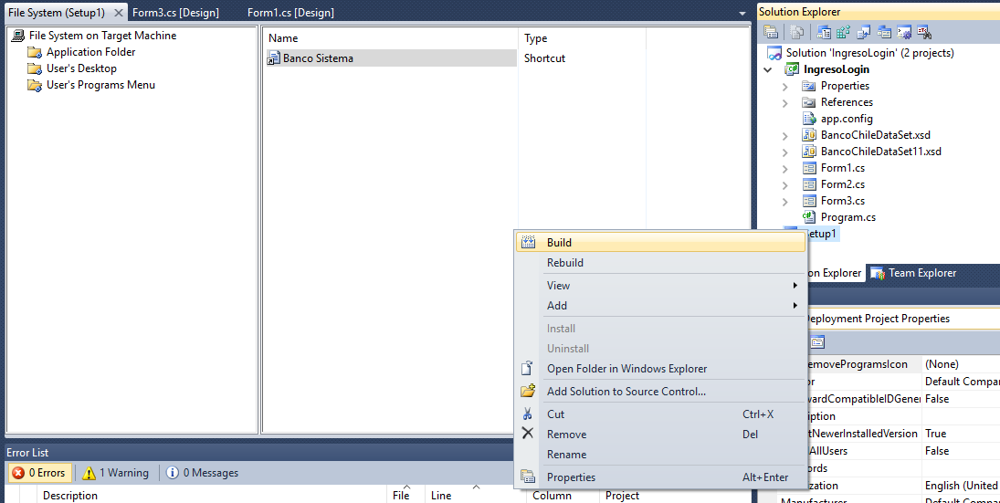 File System (Setup1)
Form3.cs [Design]
Form1.cs [Design]
File System on Target Machine
Application Folder
User's Desktop
User's Programs Menu
Name
Type
Banco Sistema
Shortcut
Solution Explorer
Solution 'IngresoLogin' (2 projects)
IngresoLogin
Properties
References
app.config
BancoChileDataSet.xsd
BancoChileDataSet11.xsd
Form1.cs
Form2.cs
Form3.cs
Program.cs
Setup1
on Explorer
Team Explorer
Build
Rebuild
View
Add
Install
Uninstall
Open Folder in Windows Explorer
Add Solution to Source Control...
Cut Ctrl+X
Remove Del
Rename
Properties Alt+Enter
Deployment Project Properties
emoveProgramsIcon (None)
or Default Compa
wardCompatibleIDGener False
ription
tNewerInstalledVersion True
AllUsers False
ords
ization English (United
Manufacturer Default Compa
Error List
0 Errors
1 Warning
0 Messages
Description
File
Line
Column
Project